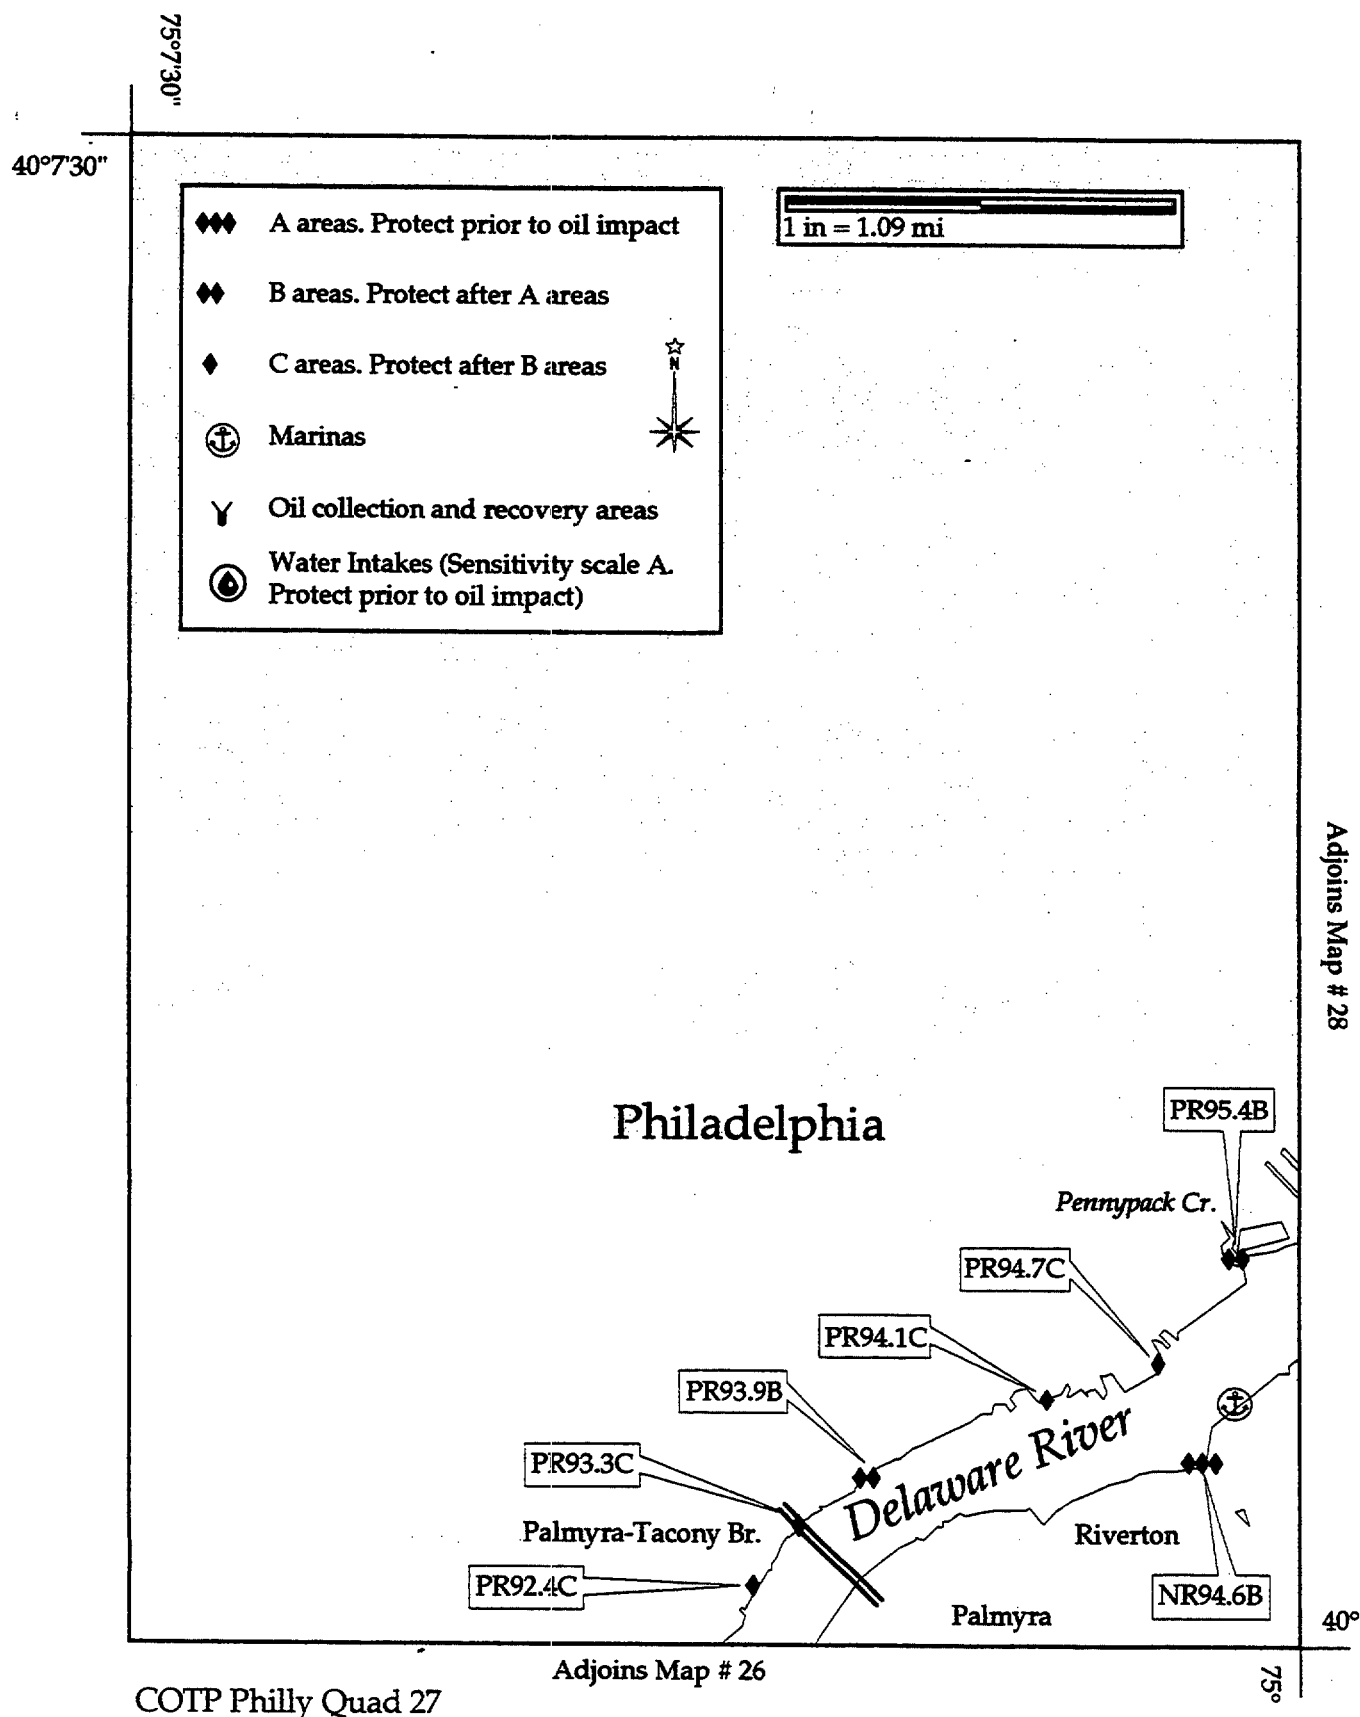 75°7'30"
40°7'30"
A areas. Protect prior to oil impact
B areas. Protect after A areas
C areas. Protect after B areas
N
Marinas
Oil collection and recovery areas
Water Intakes (Sensitivity scale A.
Protect prior to oil impact)
1 in = 1.09 mi
Adjoins Map # 28
Philadelphia
PR95.4B
Pennypack Cr.
PR94.7C
PR94.1C
PR93.9B
Delaware River
PR93.3C
Palmyra-Tacony Br.
Riverton
PR92.4C
NR94.6B
Palmyra
40°
Adjoins Map # 26
75°
COTP Philly Quad 27